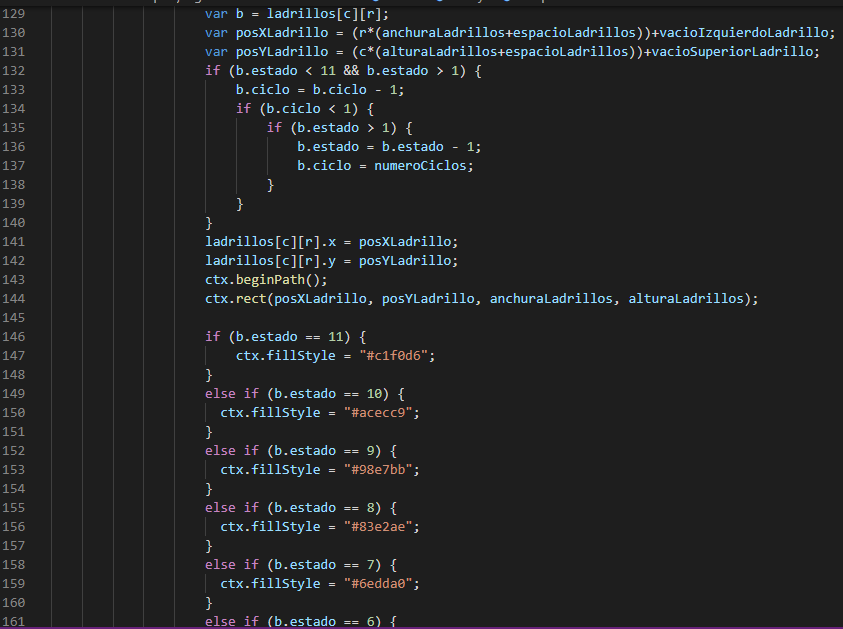 129 var b = ladrillos[c][r];
130 var posXLadrillo = (r*(anchuraLadrillos+espacioLadrillos))+vacioIzquierdoLadrillo;
131 var posYLadrillo = (c*(alturaLadrillos+espacioLadrillos))+vacioSuperiorLadrillo;
132 if (b.estado < 11 && b.estado > 1) {
133 b.ciclo = b.ciclo - 1;
134 if (b.ciclo < 1) {
135 if (b.estado > 1) {
136 b.estado = b.estado - 1;
137 b.ciclo = numeroCiclos;
138 }
139 }
140 }
141 ladrillos[c][r].x = posXLadrillo;
142 ladrillos[c][r].y = posYLadrillo;
143 ctx.beginPath();
144 ctx.rect(posXLadrillo, posYLadrillo, anchuraLadrillos, alturaLadrillos);
145
146 if (b.estado == 11) {
147 ctx.fillStyle = "#c1f0d6";
148 }
149 else if (b.estado == 10) {
150 ctx.fillStyle = "#acecc9";
151 }
152 else if (b.estado == 9) {
153 ctx.fillStyle = "#98e7bb";
154 }
155 else if (b.estado == 8) {
156 ctx.fillStyle = "#83e2ae";
157 }
158 else if (b.estado == 7) {
159 ctx.fillStyle = "#6edda0";
160 }
161 else if (b.estado == 6) {